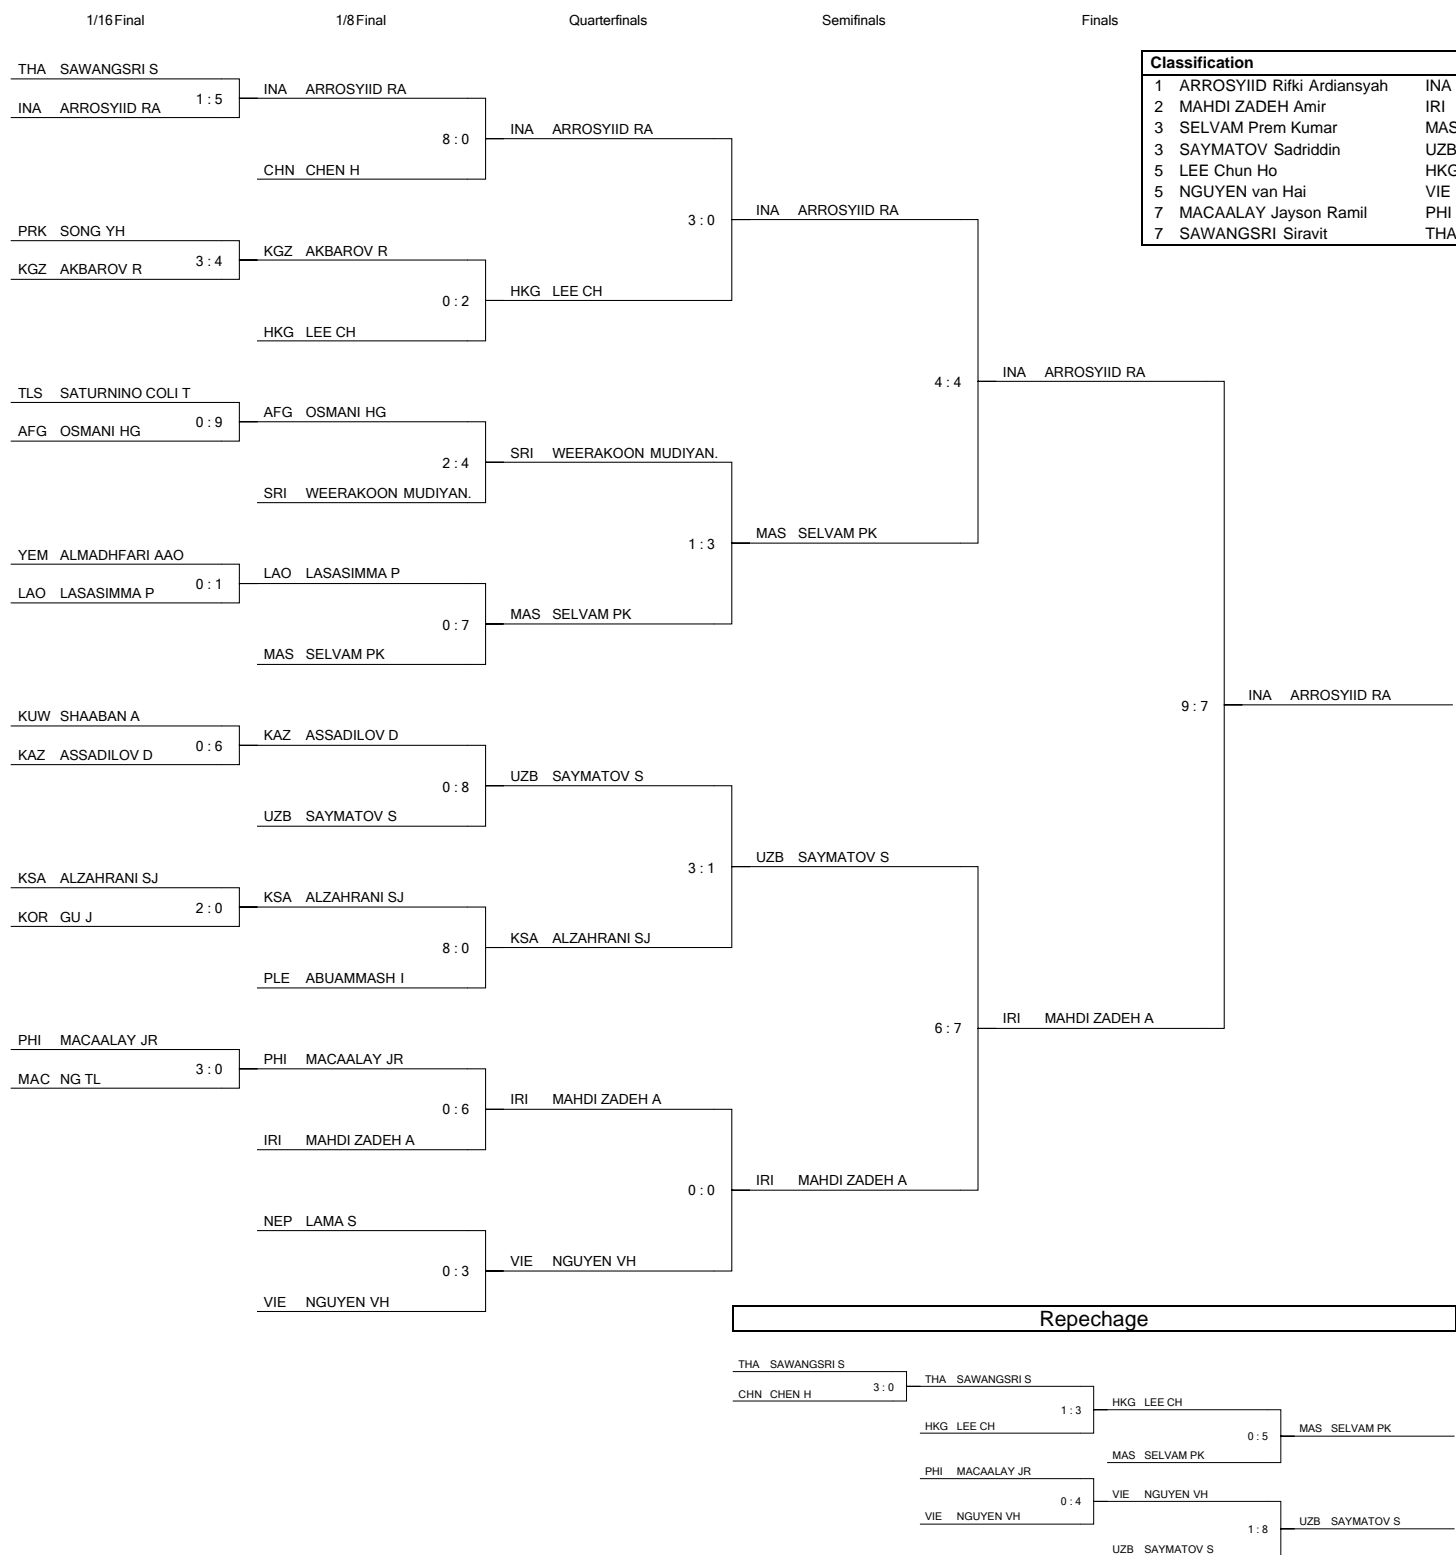 1/16 Final 1/8 Final Quarterfinals Semifinals Finals
Classification
1 ARROSYIID Rifki Ardiansyah INA
2 MAHDI ZADEH Amir IRI
3 SELVAM Prem Kumar MAS
3 SAYMATOV Sadriddin UZB
5 LEE Chun Ho HKG
5 NGUYEN van Hai VIE
7 MACAALAY Jayson Ramil PHI
7 SAWANGSRI Siravit THA
THA SAWANGSRI S
1 : 5
INA ARROSYIID RA
PRK SONG YH
3 : 4
KGZ AKBAROV R
TLS SATURNINO COLI T
0 : 9
AFG OSMANI HG
YEM ALMADHFARI AAO
0 : 1
LAO LASASIMMA P
KUW SHAABAN A
0 : 6
KAZ ASSADILOV D
KSA ALZAHRANI SJ
2 : 0
KOR GU J
PHI MACAALAY JR
3 : 0
MAC NG TL
INA ARROSYIID RA
8 : 0
CHN CHEN H
KGZ AKBAROV R
0 : 2
HKG LEE CH
AFG OSMANI HG
2 : 4
SRI WEERAKOON MUDIYAN.
LAO LASASIMMA P
0 : 7
MAS SELVAM PK
KAZ ASSADILOV D
0 : 8
UZB SAYMATOV S
KSA ALZAHRANI SJ
8 : 0
PLE ABUAMMASH I
PHI MACAALAY JR
0 : 6
IRI MAHDI ZADEH A
NEP LAMA S
0 : 3
VIE NGUYEN VH
INA ARROSYIID RA
3 : 0
HKG LEE CH
SRI WEERAKOON MUDIYAN.
1 : 3
MAS SELVAM PK
UZB SAYMATOV S
3 : 1
KSA ALZAHRANI SJ
IRI MAHDI ZADEH A
0 : 0
VIE NGUYEN VH
INA ARROSYIID RA
4 : 4
MAS SELVAM PK
UZB SAYMATOV S
6 : 7
IRI MAHDI ZADEH A
INA ARROSYIID RA
9 : 7
IRI MAHDI ZADEH A
INA ARROSYIID RA
Repechage
THA SAWANGSRI S
3 : 0
CHN CHEN H
THA SAWANGSRI S
1 : 3
HKG LEE CH
PHI MACAALAY JR
0 : 4
VIE NGUYEN VH
HKG LEE CH
0 : 5
MAS SELVAM PK
VIE NGUYEN VH
1 : 8
UZB SAYMATOV S
MAS SELVAM PK
UZB SAYMATOV S